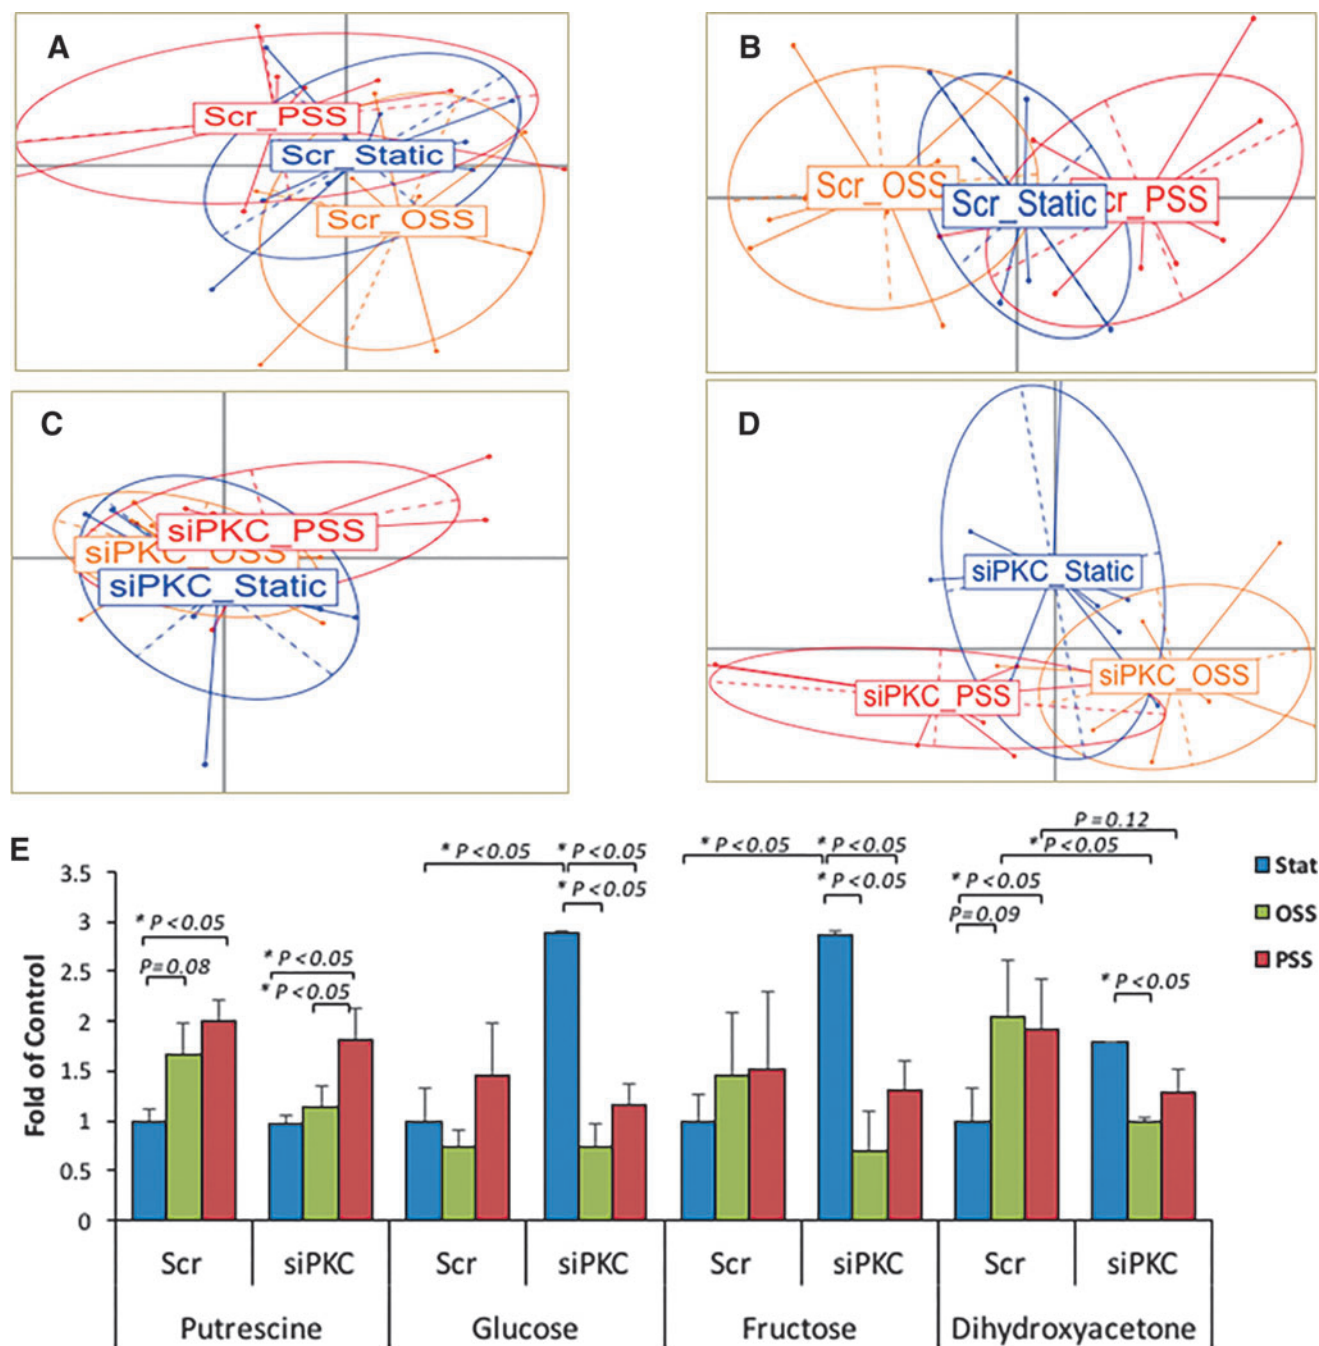 A
Scr_PSS
Scr_Static
Scr_OSS
B
Scr_OSS
Scr_Static
cr_PSS
C
siPKC_PSS
siPKC_OSS
siPKC_Static
D
siPKC_Static
siPKC_OSS
siPKC_PSS
E
P=0.12
* P<0.05 * P<0.05 * P<0.05 * P<0.05 * P<0.05
* P<0.05 * P<0.05 * P<0.05
* P<0.05 P=0.09
P=0.08 * P<0.05 * P<0.05
* P<0.05
Fold of Control
3.5
3
2.5
2
1.5
1
0.5
0
Stat
OSS
PSS
Scr siPKC Scr siPKC Scr siPKC Scr siPKC
Putrescine Glucose Fructose Dihydroxyacetone